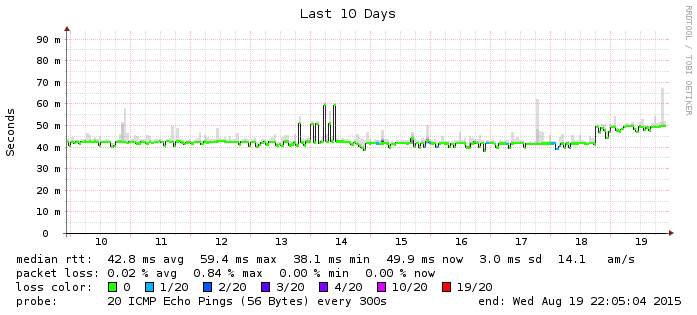 Last 10 Days
RRDTOOL / TOBI OETIKER
Seconds
90 m
80 m
70 m
60 m
50 m
40 m
30 m
20 m
10 m
0
10 11 12 13 14 15 16 17 18 19
median rtt: 42.8 ms avg 59.4 ms max 38.1 ms min 49.9 ms now 3.0 ms sd 14.1 am/s
packet loss: 0.02 % avg 0.84 % max 0.00 % min 0.00 % now
loss color: 0 1/20 2/20 3/20 4/20 10/20 19/20
probe: 20 ICMP Echo Pings (56 Bytes) every 300s end: Wed Aug 19 22:05:04 2015